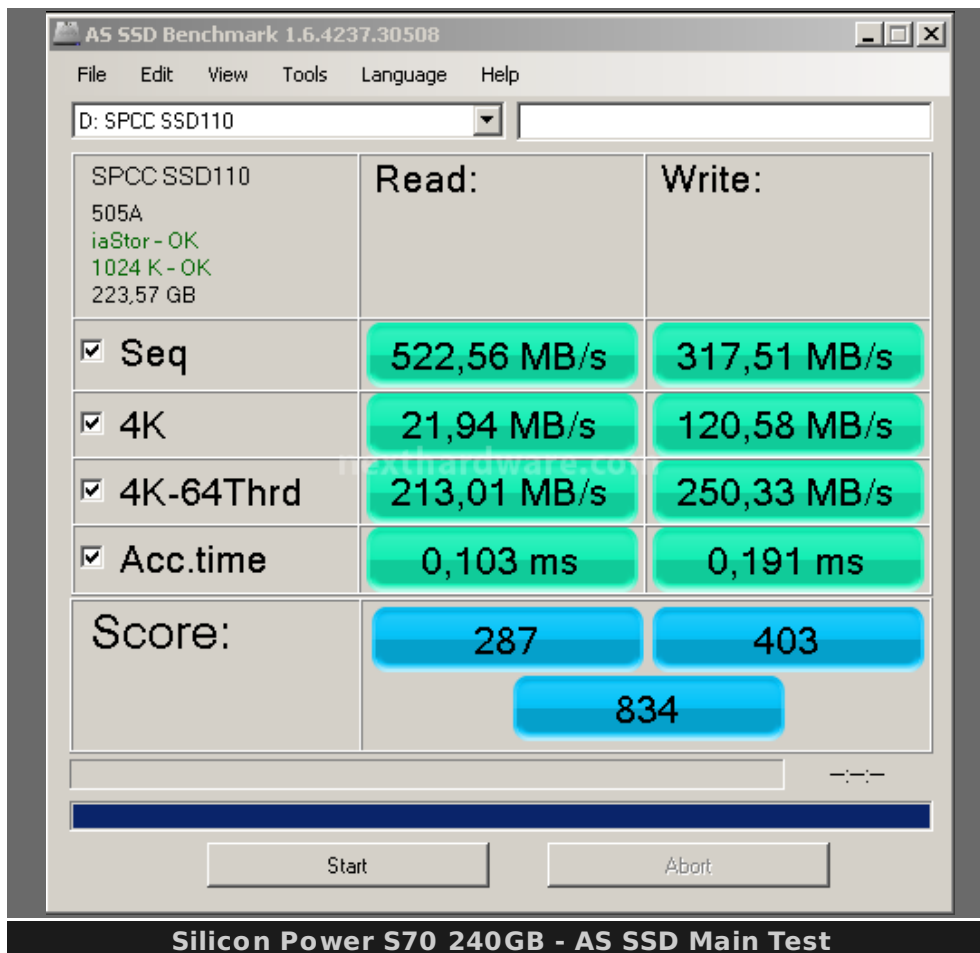 AS SSD Benchmark 1.6.4237.30508
File Edit View Tools Language Help
D: SPCC SSD110
SPCC SSD110
505A
iaStor - OK
1024 K - OK
223,57 GB
Read: Write:
Seq 522,56 MB/s 317,51 MB/s
4K 21,94 MB/s 120,58 MB/s
nexthardware.com
4K-64Thrd 213,01 MB/s 250,33 MB/s
Acc.time 0,103 ms 0,191 ms
Score: 287 403
834
--:--:--
Start Abort
Silicon Power S70 240GB - AS SSD Main Test